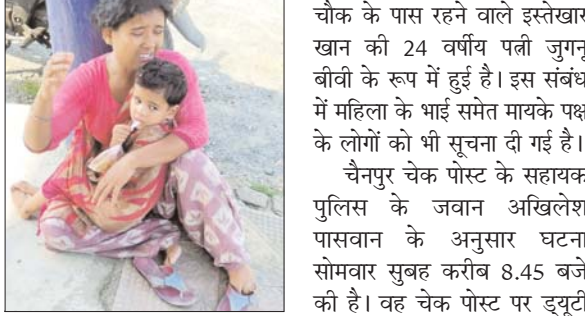 चौक के पास रहने वाले इस्तेखार
खान की 24 वर्षीय पत्नी जुगनू
बीवी के रूप में हुई है। इस संबंध
में महिला के भाई समेत मायके पक्ष
के लोगों को भी सूचना दी गई है।
चैनपुर चेक पोस्ट के सहायक
पुलिस के जवान अखिलेश
पासवान के अनुसार घटना
सोमवार सुबह करीब 8.45 बजे
की है। वह चेक पोस्ट पर ड्यूटी